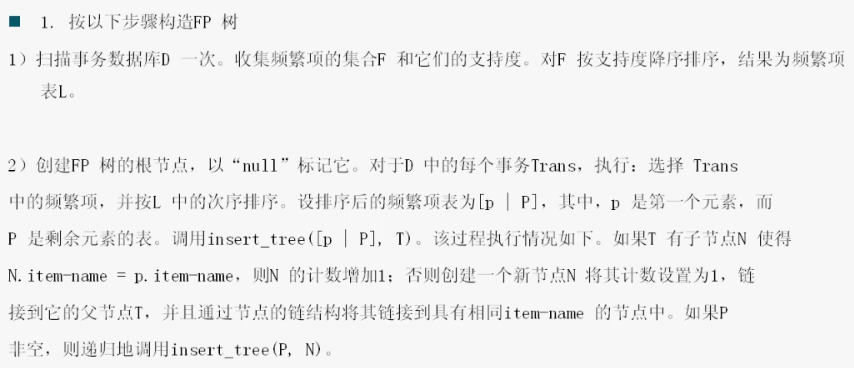 ■ 1. 按以下步骤构造FP 树
1）扫描事务数据库D 一次。收集频繁项的集合F 和它们的支持度。对F 按支持度降序排序，结果为频繁项
表L。
2）创建FP 树的根节点，以“null”标记它。对于D 中的每个事务Trans，执行：选择 Trans
中的频繁项，并按L 中的次序排序。设排序后的频繁项表为[p | P]，其中，p 是第一个元素，而
P 是剩余元素的表。调用insert_tree([p | P], T)。该过程执行情况如下。如果T 有子节点N 使得
N.item-name = p.item-name，则N 的计数增加1；否则创建一个新节点N 将其计数设置为1，链
接到它的父节点T，并且通过节点的链结构将其链接到具有相同item-name 的节点中。如果P
非空，则递归地调用insert_tree(P, N)。